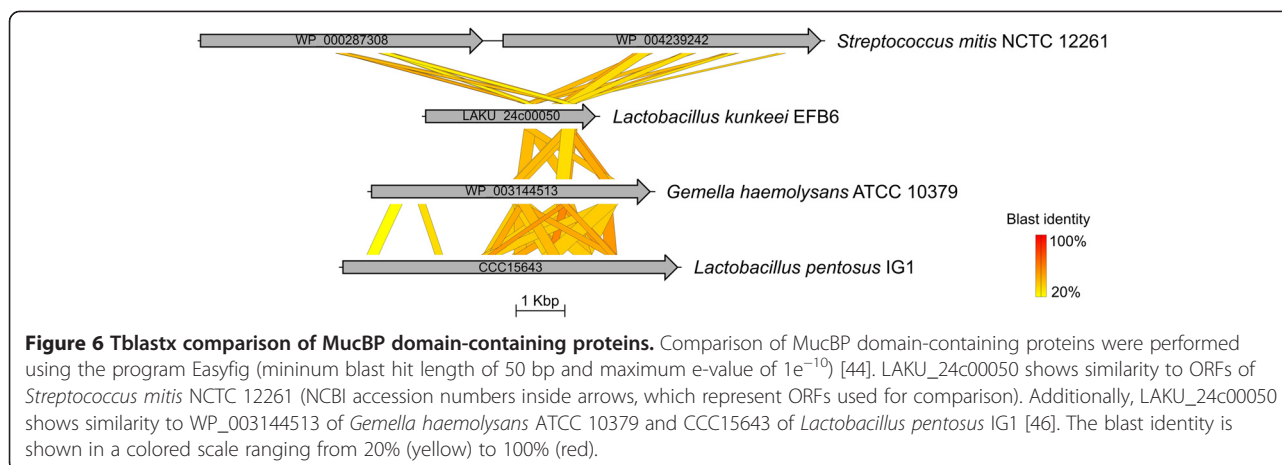 WP_000287308
WP_004239242
Streptococcus mitis NCTC 12261
LAKU_24c00050
Lactobacillus kunkeei EFB6
WP_003144513
Gemella haemolysans ATCC 10379
Blast identity
100%
20%
CCC15643
Lactobacillus pentosus IG1
1 Kbp
Figure 6 Tblastx comparison of MucBP domain-containing proteins. Comparison of MucBP domain-containing proteins were performed
using the program Easyfig (mininum blast hit length of 50 bp and maximum e-value of 1e⁻¹⁰) [44]. LAKU_24c00050 shows similarity to ORFs of
Streptococcus mitis NCTC 12261 (NCBI accession numbers inside arrows, which represent ORFs used for comparison). Additionally, LAKU_24c00050
shows similarity to WP_003144513 of Gemella haemolysans ATCC 10379 and CCC15643 of Lactobacillus pentosus IG1 [46]. The blast identity is
shown in a colored scale ranging from 20% (yellow) to 100% (red).